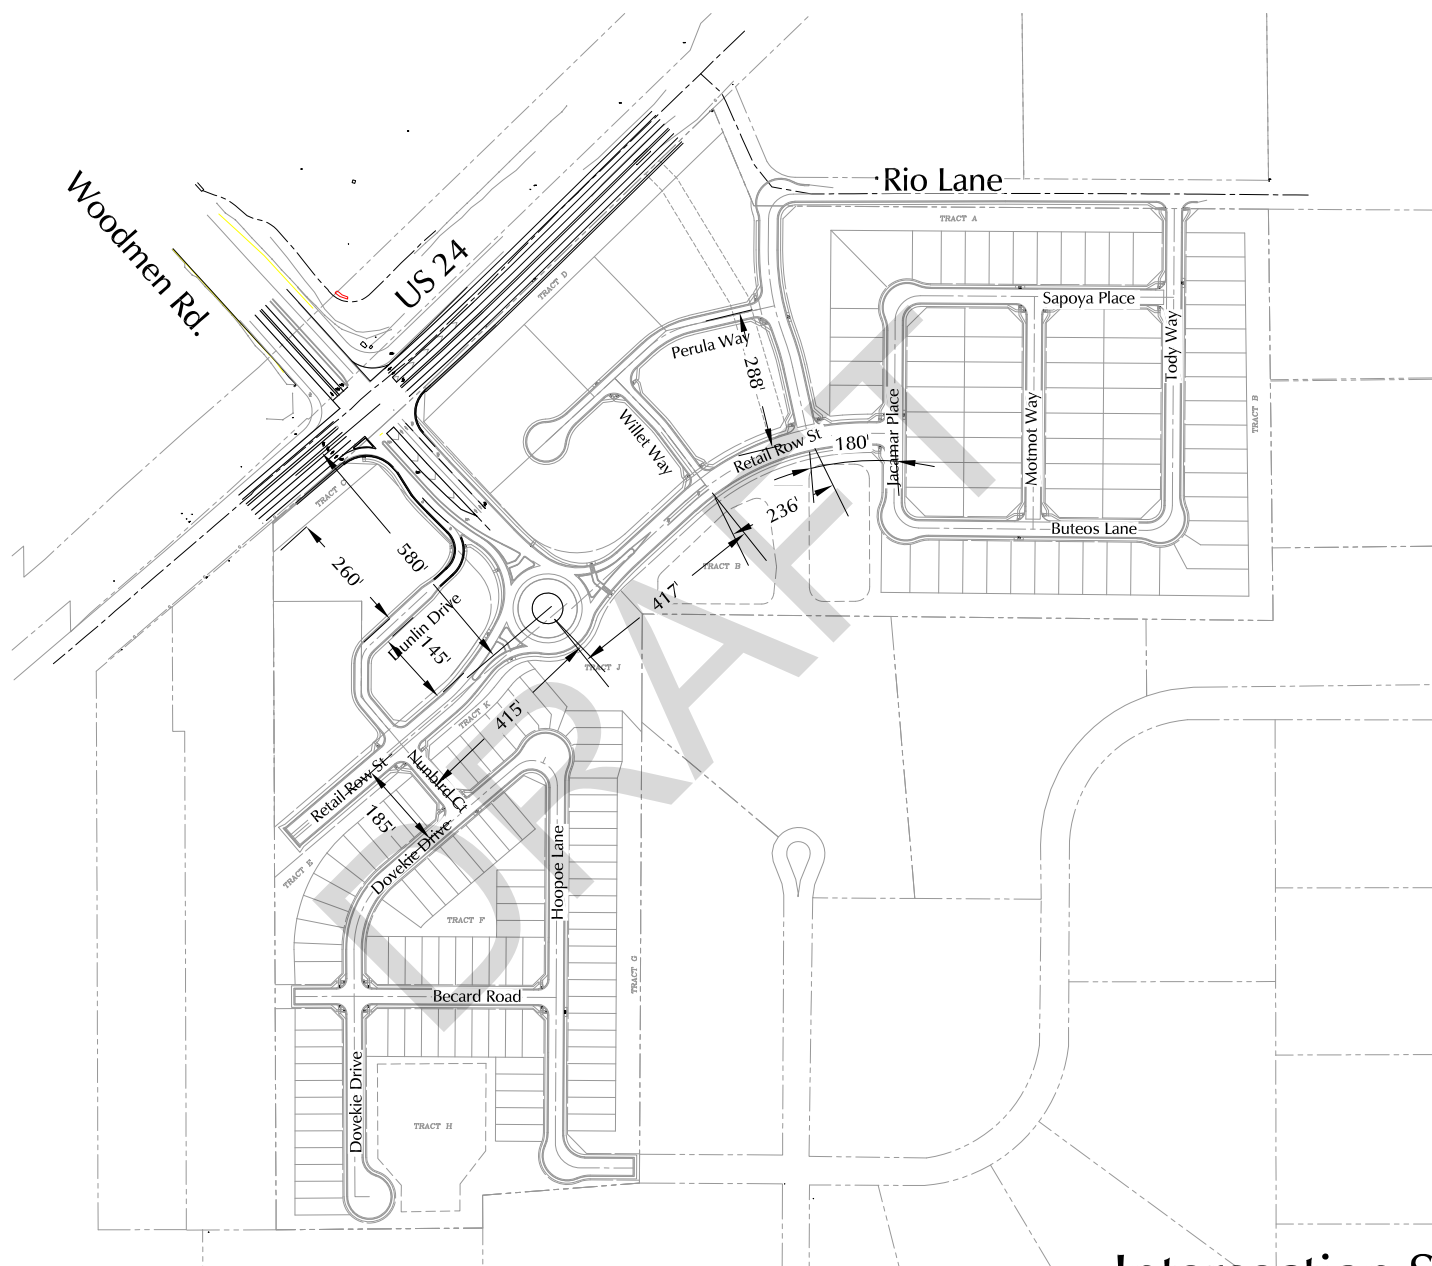 Woodmen Rd.
US 24
Rio Lane
TRACT A
TRACT D
Sapoya Place
Perula Way
288'
Tody Way
Willet Way
Retail Row St
180'
Jacamar Place
Motmot Way
TRACT B
TRACT C
236'
Buteos Lane
580'
260'
TRACT B
417'
Dunlin Drive
145'
TRACT J
TRACT K
415'
Retail Row St
Nunbird Ct
185'
Dovekie Drive
TRACT E
Hoopoe Lane
TRACT F
TRACT G
Becard Road
Dovekie Drive
TRACT H
DRAFT